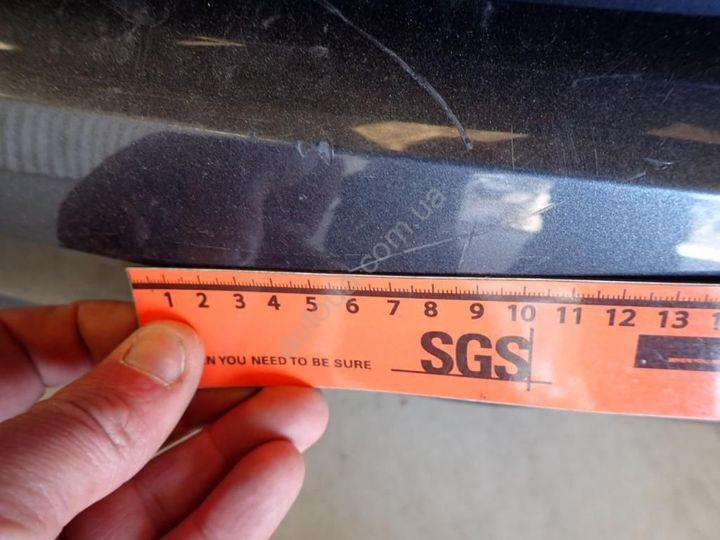 1 2 3 4 5 6 7 8 9 10 11 12 13
SGS
N YOU NEED TO BE SURE